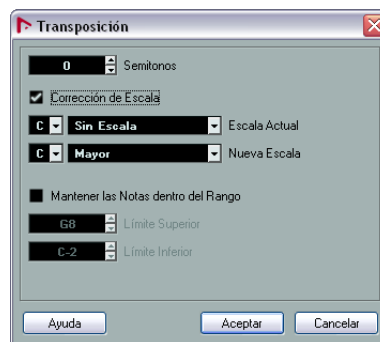 Transposición
0 Semitonos
Corrección de Escala
C Sin Escala Escala Actual
C Mayor Nueva Escala
Mantener las Notas dentro del Rango
G8 Límite Superior
C-2 Límite Inferior
Ayuda Aceptar Cancelar